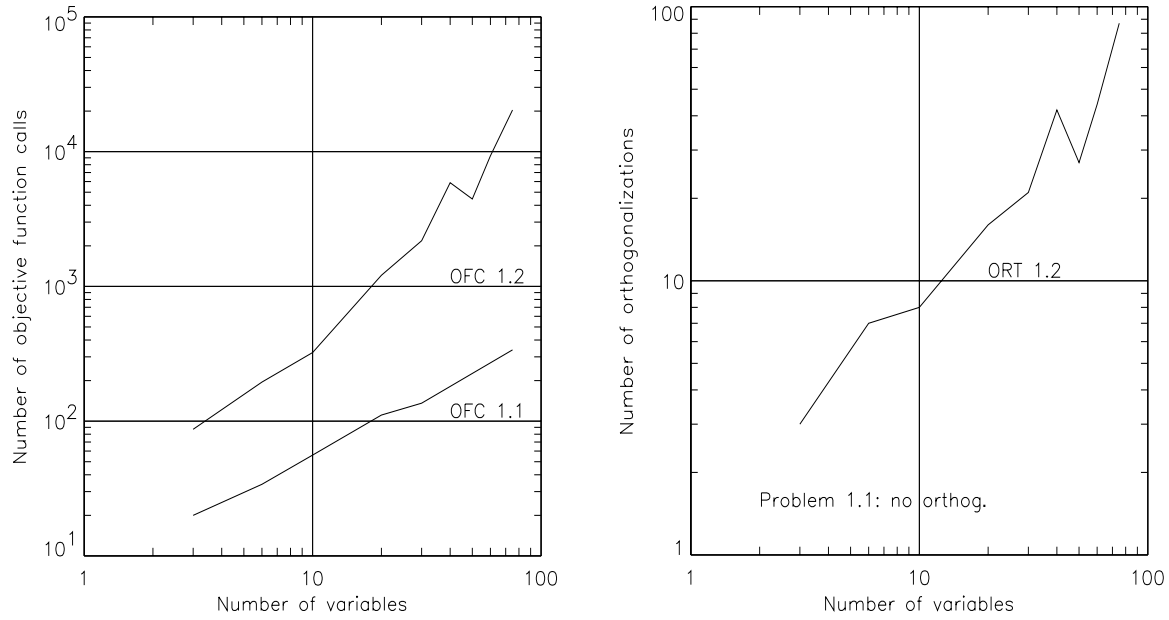 Number of objective function calls
10^5
10^4
10^3
10^2
10^1
OFC 1.2
OFC 1.1
1
10
100
Number of variables
Number of orthogonalizations
100
10
1
ORT 1.2
Problem 1.1: no orthog.
1
10
100
Number of variables